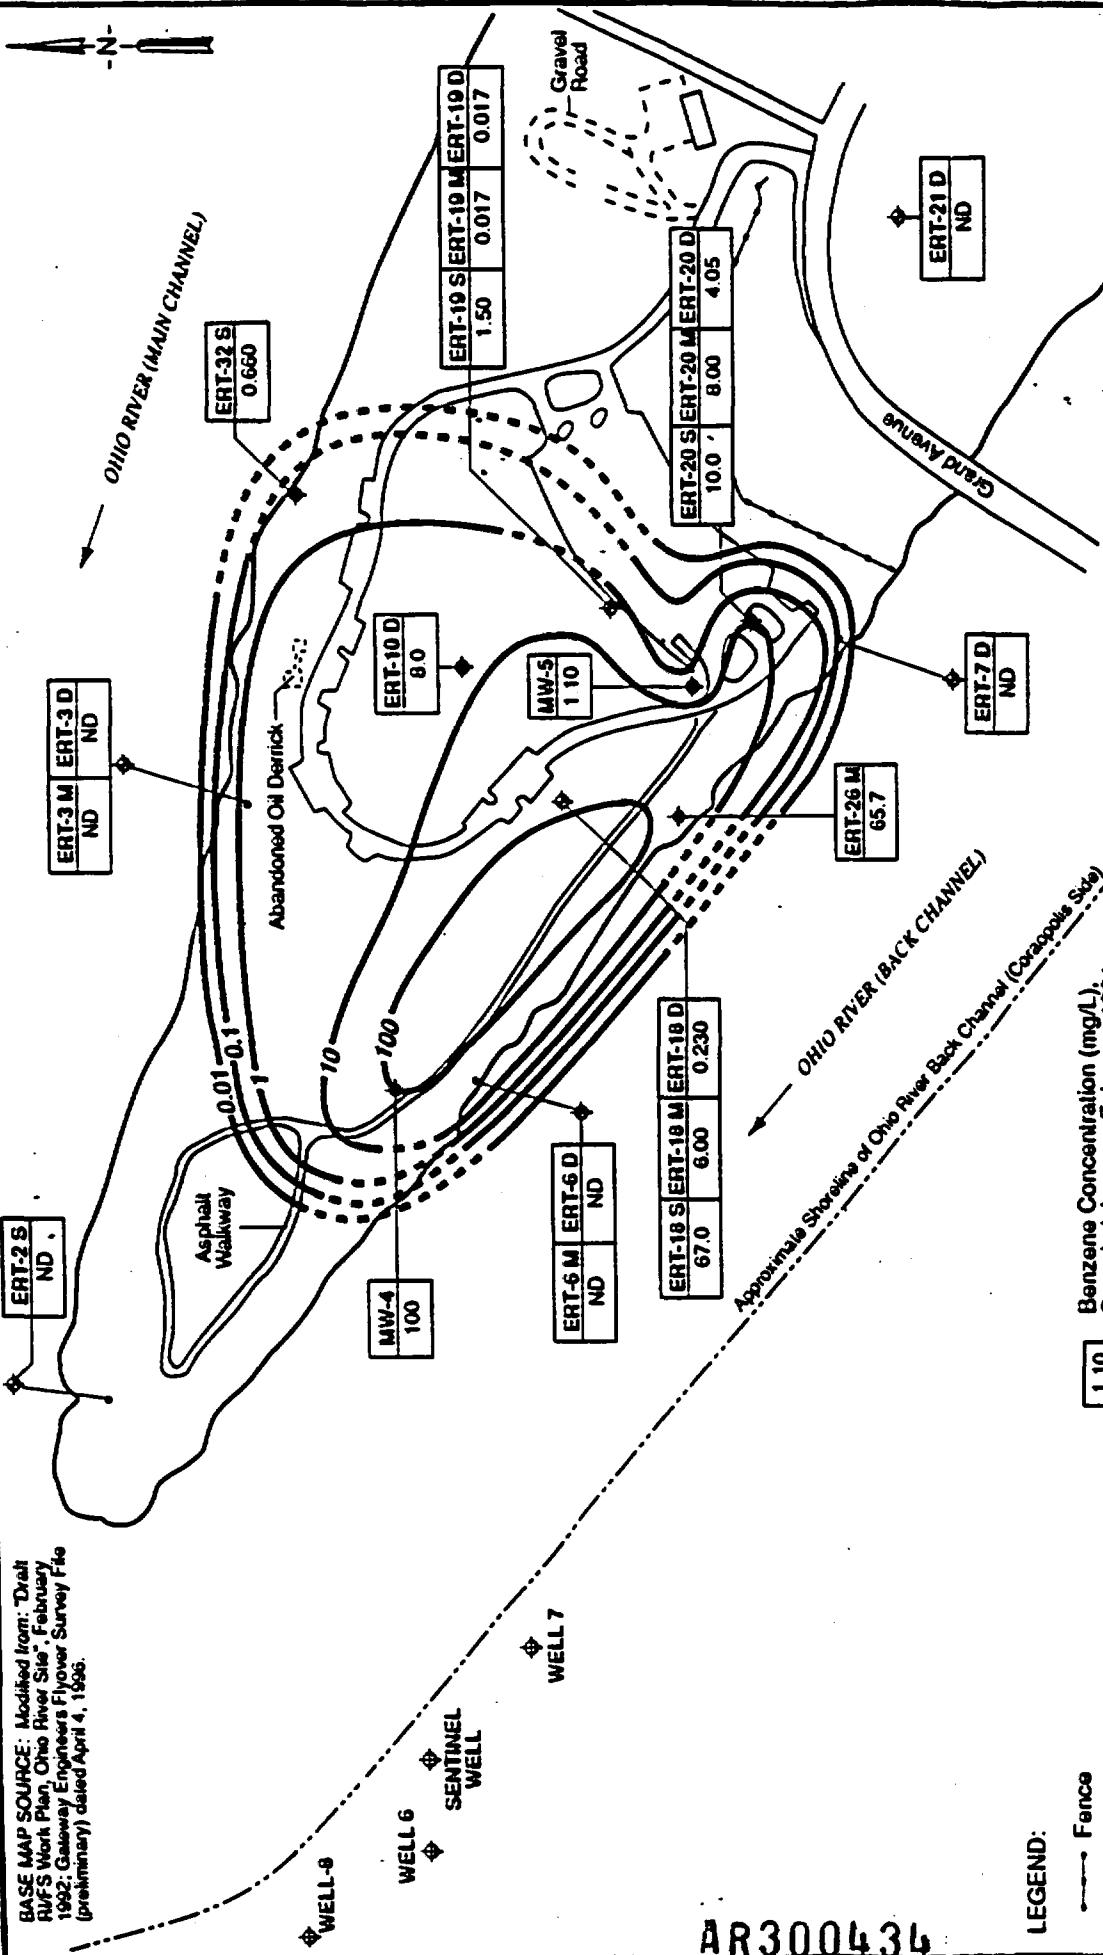 BASE MAP SOURCE: Modified from: "Draft
RI/FS Work Plan, Ohio River Site", February
1992; Gateway Engineers Flyover Survey File
(preliminary) dated April 4, 1996.
-N-
OHIO RIVER (MAIN CHANNEL)
ERT-2 S
ND
ERT-3 M ERT-3 D
ND ND
ERT-32 S
0.660
ERT-19 S ERT-19 M ERT-19 D
1.50 0.017 0.017
Gravel
Road
Asphalt
Walkway
0.01
0.1
1
10
100
Abandoned Oil Derrick
ERT-10 D
8.0
MW-5
1.10
ERT-20 S ERT-20 M ERT-20 D
10.0 8.00 4.05
MW-4
100
ERT-6 M ERT-6 D
ND ND
ERT-18 S ERT-18 M ERT-18 D
67.0 6.00 0.230
ERT-26 M
65.7
ERT-7 D
ND
ERT-21 D
ND
Grand Avenue
OHIO RIVER (BACK CHANNEL)
Approximate Shoreline of Ohio River Back Channel (Coraopolis Side)
WELL-8
WELL 6
SENTINEL
WELL
WELL 7
LEGEND:
Fence
1.10 Benzene Concentration (mg/L),
AR300434